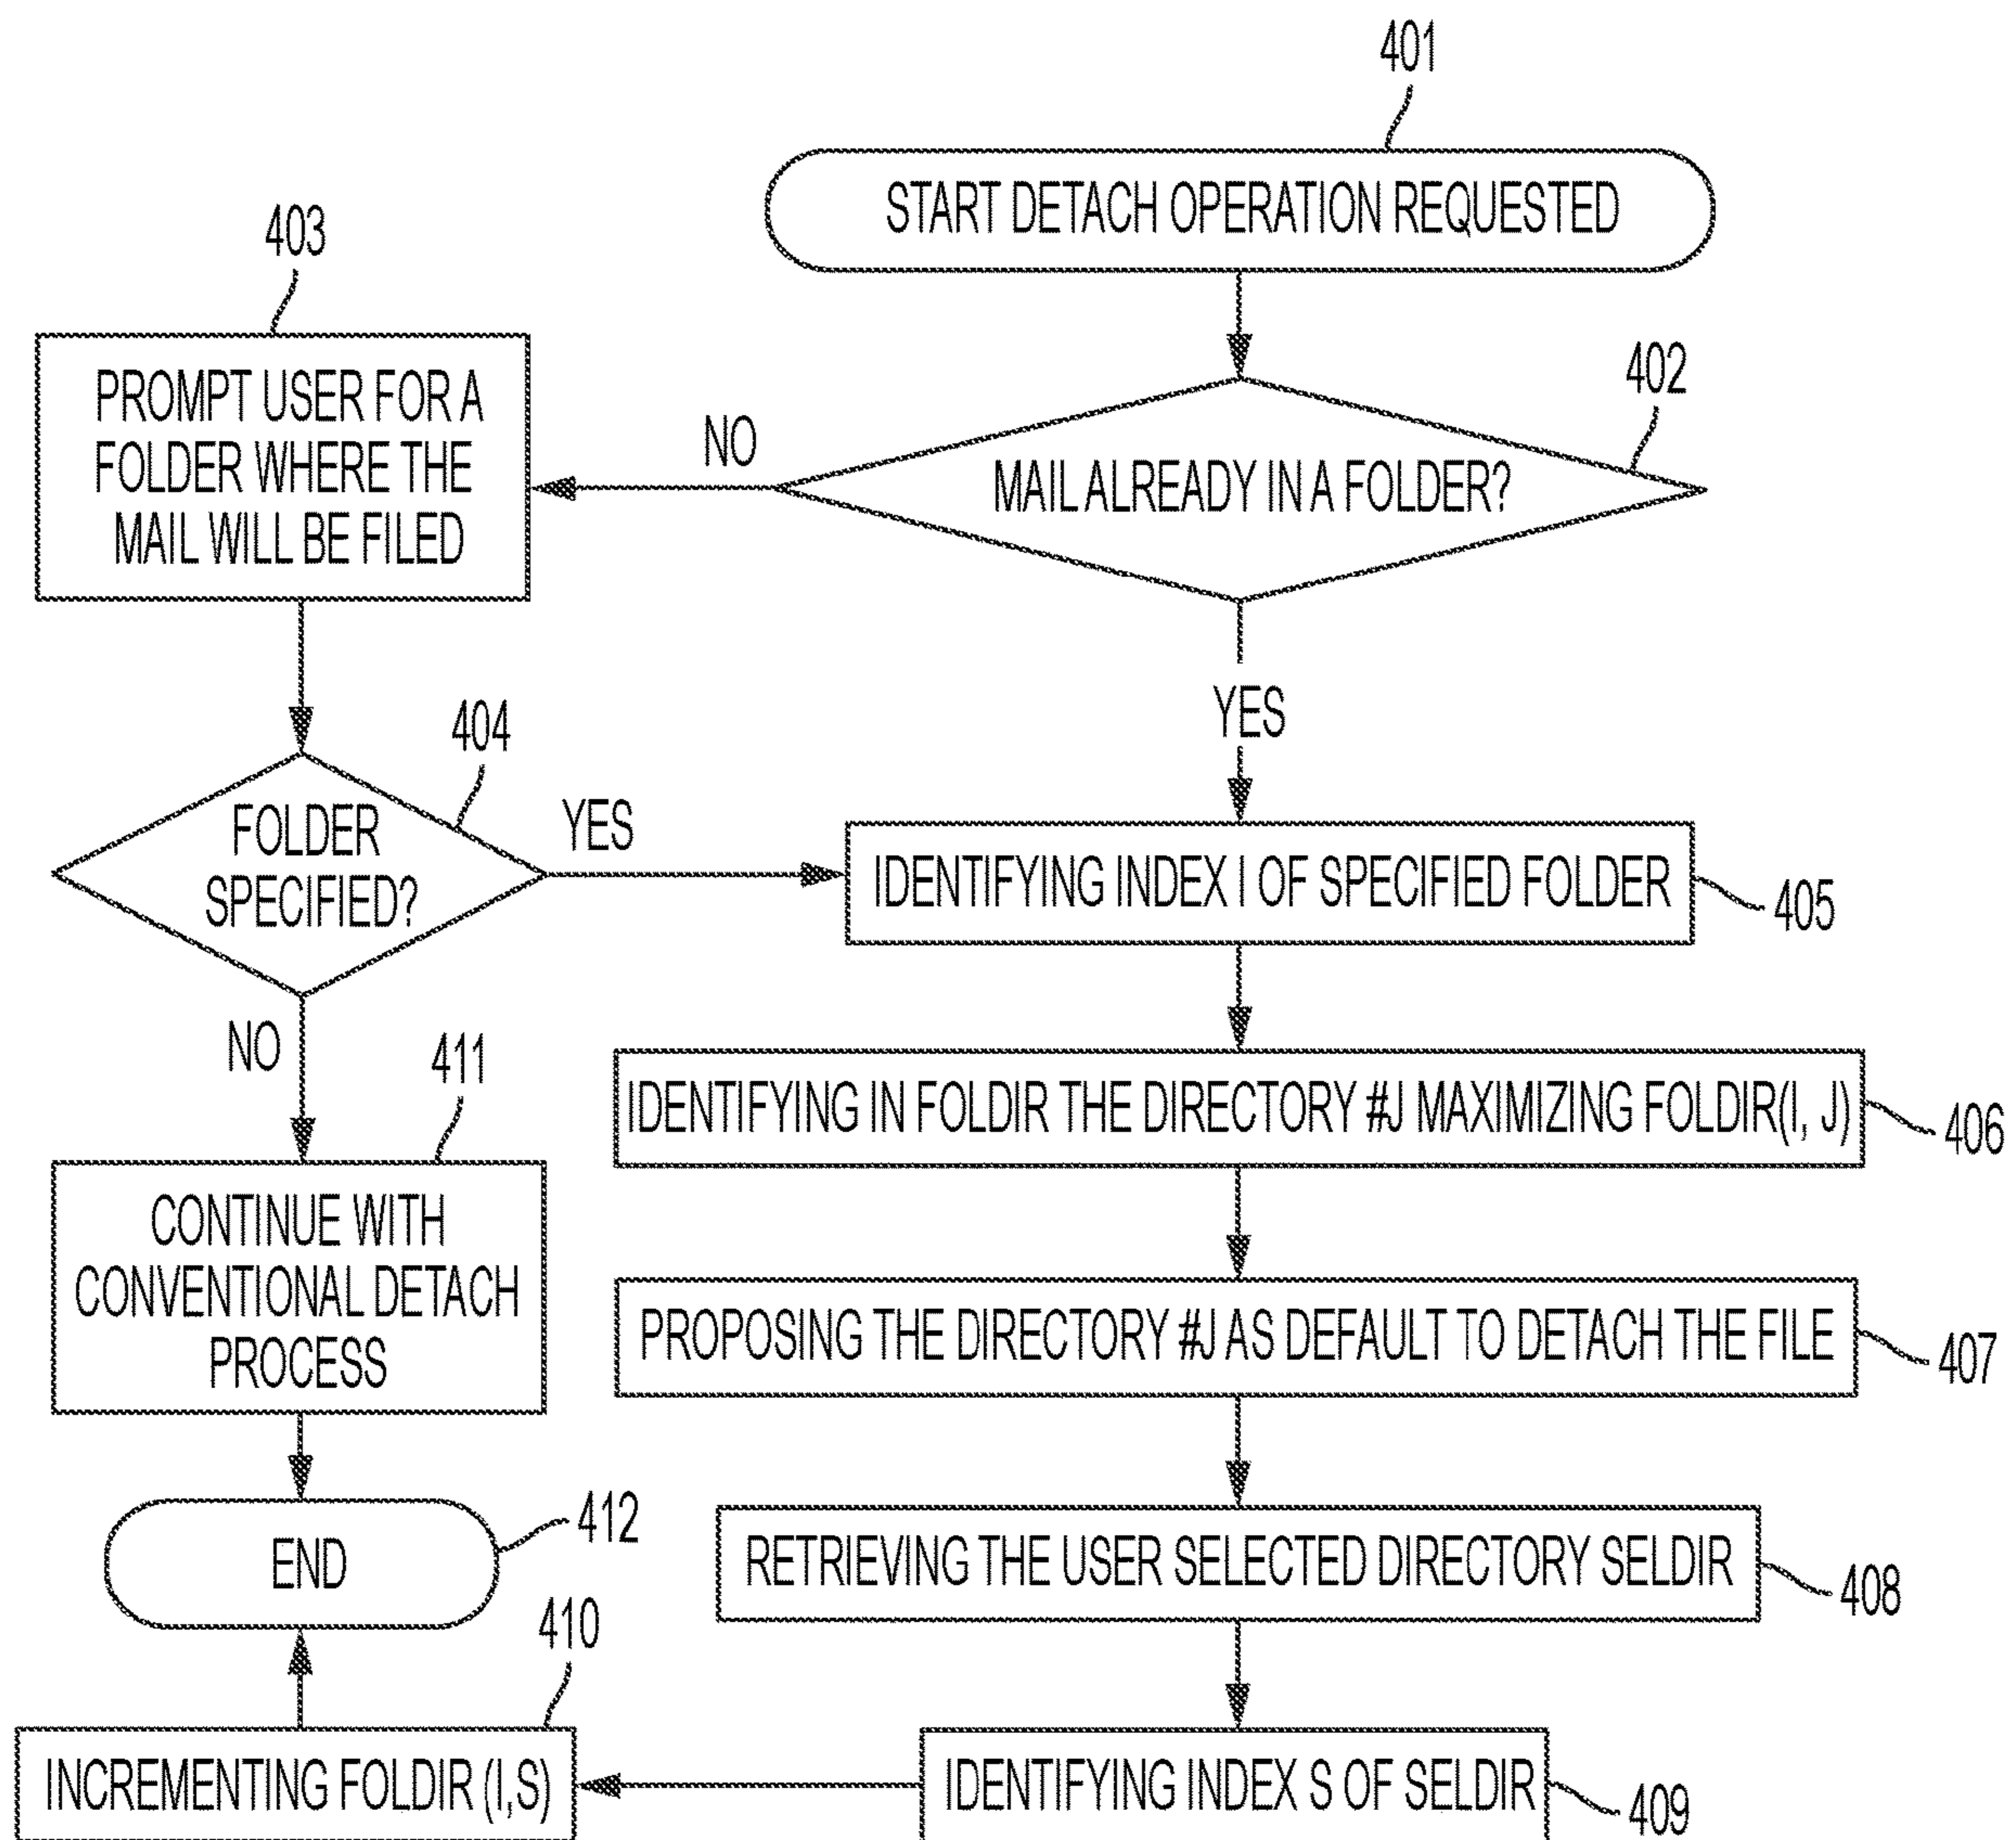 401
START DETACH OPERATION REQUESTED
403
PROMPT USER FOR A
FOLDER WHERE THE
MAIL WILL BE FILED
NO
402
MAIL ALREADY IN A FOLDER?
YES
404
FOLDER
SPECIFIED?
YES
IDENTIFYING INDEX I OF SPECIFIED FOLDER
405
NO
411
IDENTIFYING IN FOLDIR THE DIRECTORY #J MAXIMIZING FOLDIR(I, J)
406
CONTINUE WITH
CONVENTIONAL DETACH
PROCESS
PROPOSING THE DIRECTORY #J AS DEFAULT TO DETACH THE FILE
407
END
412
RETRIEVING THE USER SELECTED DIRECTORY SELDIR
408
410
INCREMENTING FOLDIR (I,S)
IDENTIFYING INDEX S OF SELDIR
409